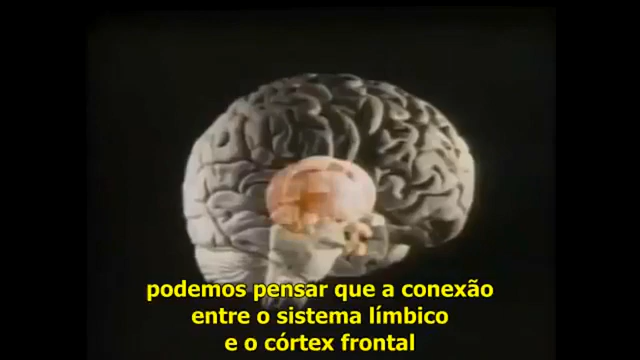 podemos pensar que a conexão
entre o sistema límbico
e o córtex frontal